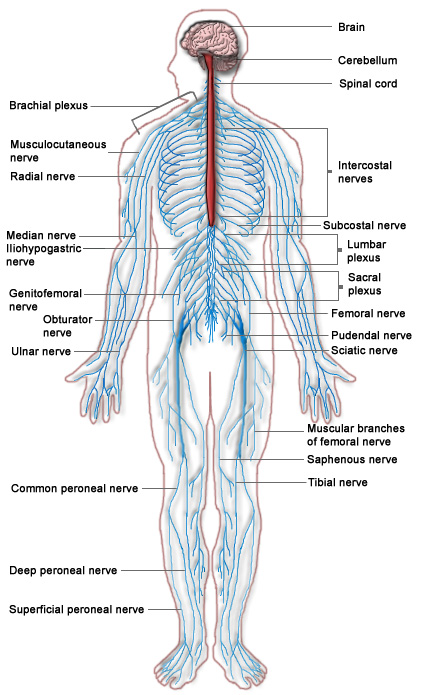 Brain
Cerebellum
Spinal cord
Brachial plexus
Musculocutaneous
nerve
Radial nerve
Intercostal
nerves
Median nerve
Iliohypogastric
nerve
Subcostal nerve
Lumbar
plexus
Sacral
plexus
Genitofemoral
nerve
Obturator
nerve
Ulnar nerve
Femoral nerve
Pudendal nerve
Sciatic nerve
Muscular branches
of femoral nerve
Saphenous nerve
Tibial nerve
Common peroneal nerve
Deep peroneal nerve
Superficial peroneal nerve